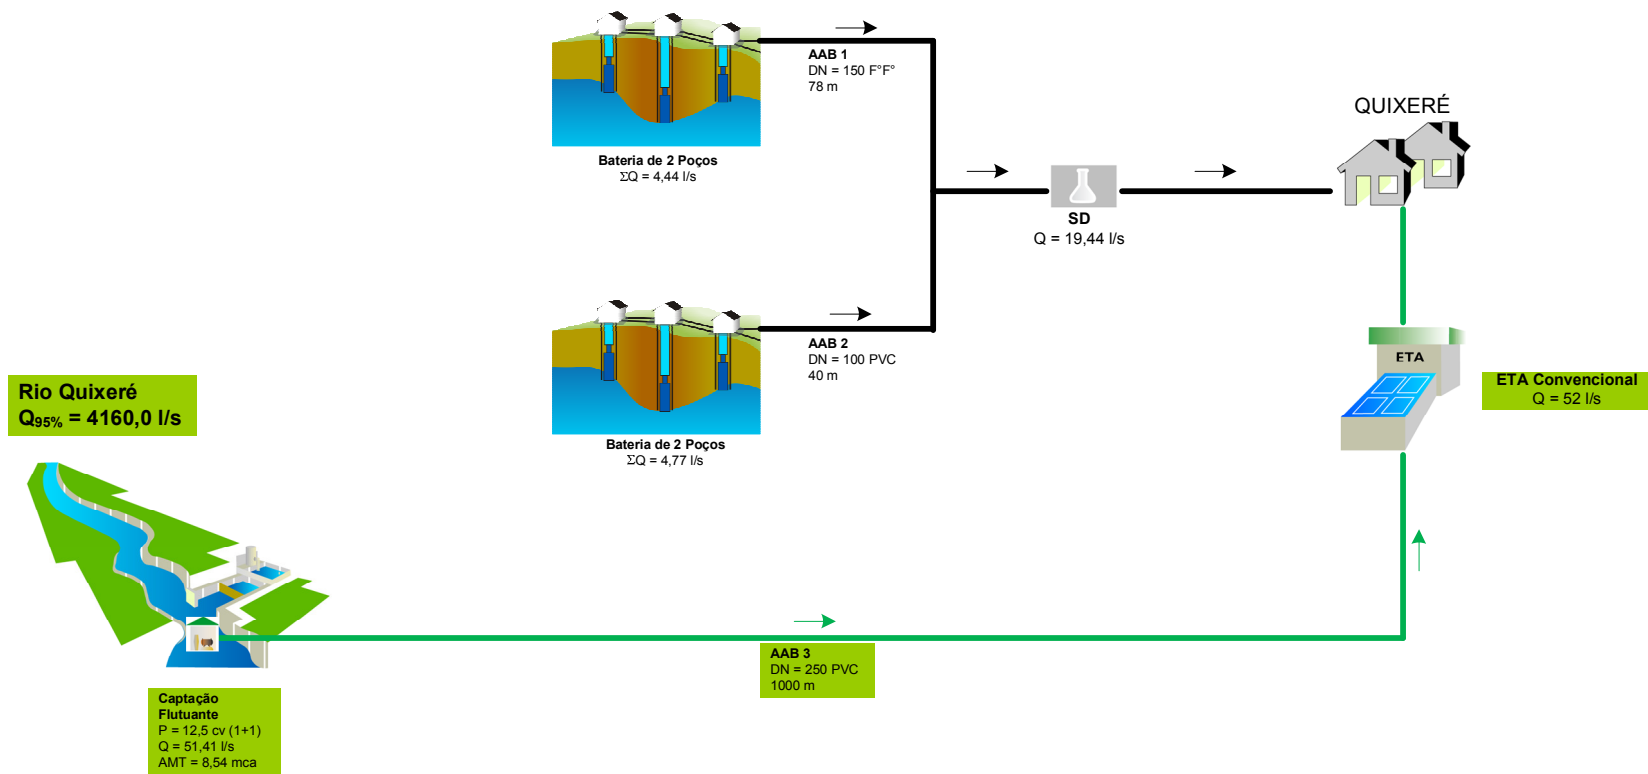 AAB 1
DN = 150 F°F°
78 m
Bateria de 2 Poços
ΣQ = 4,44 l/s
QUIXERÉ
SD
Q = 19,44 l/s
AAB 2
DN = 100 PVC
40 m
Bateria de 2 Poços
ΣQ = 4,77 l/s
ETA
ETA Convencional
Q = 52 l/s
Rio Quixeré
Q95% = 4160,0 l/s
AAB 3
DN = 250 PVC
1000 m
Captação
Flutuante
P = 12,5 cv (1+1)
Q = 51,41 l/s
AMT = 8,54 mca